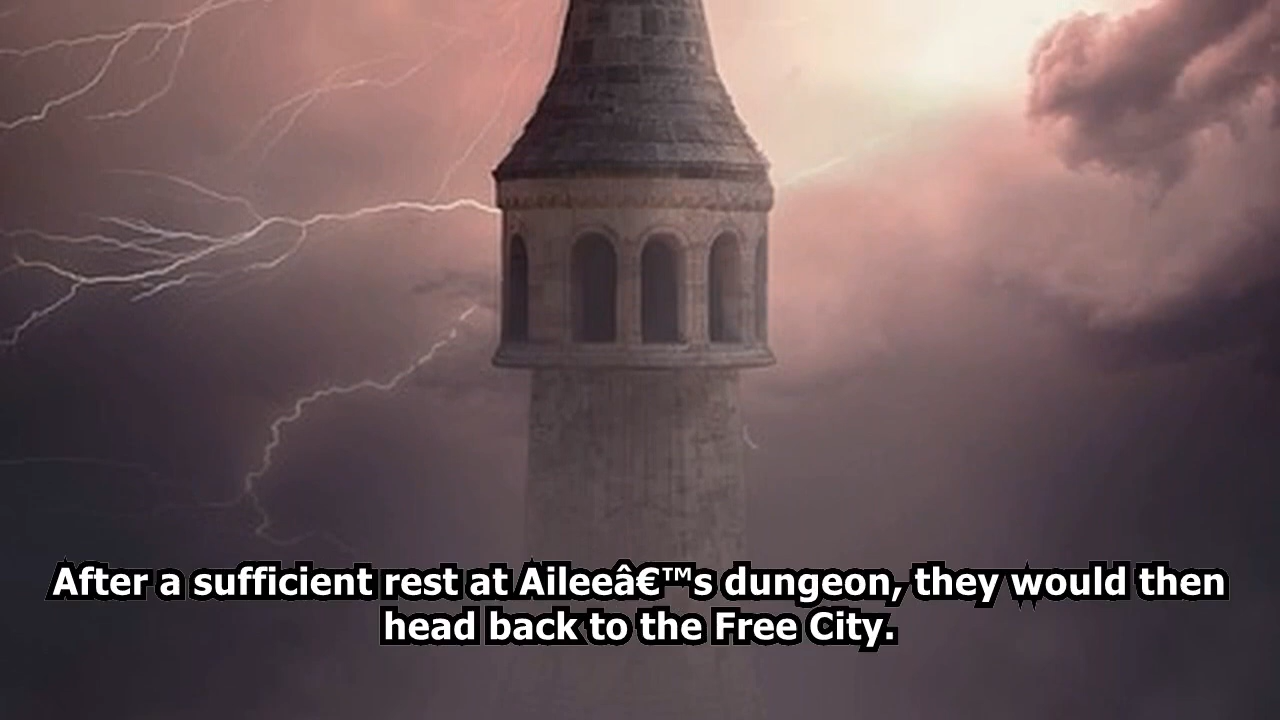 After a sufficient rest at Aileeâ€™s dungeon, they would then
head back to the Free City.